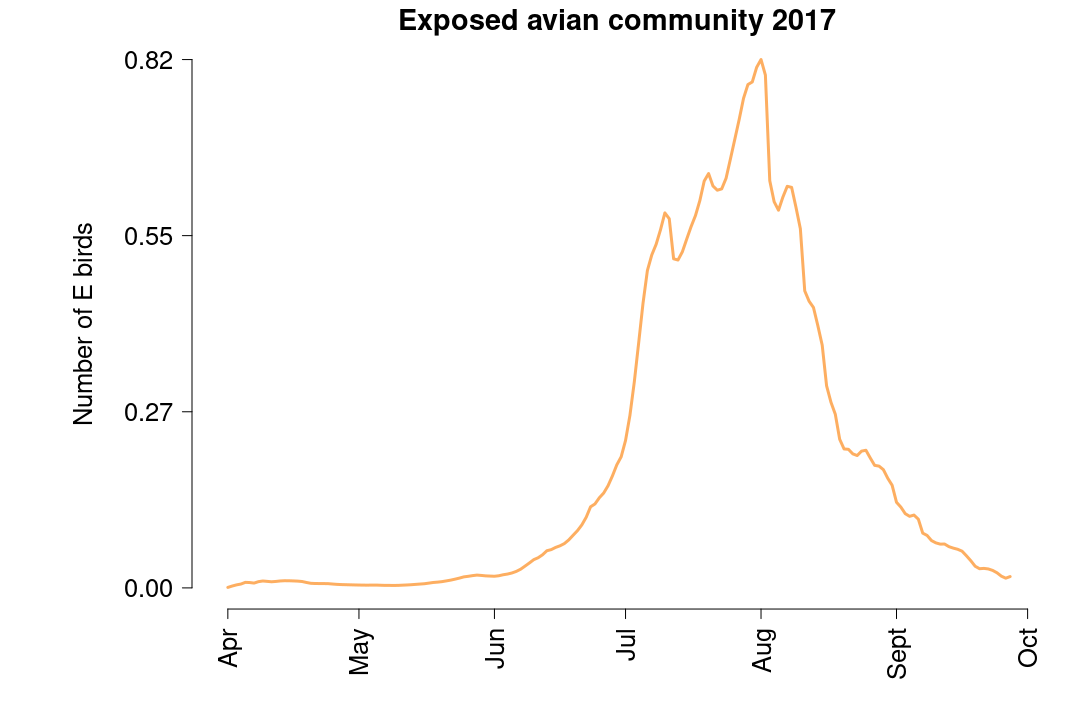 Exposed avian community 2017
Number of E birds
0.82
0.55
0.27
0.00
Apr
May
Jun
Jul
Aug
Sept
Oct